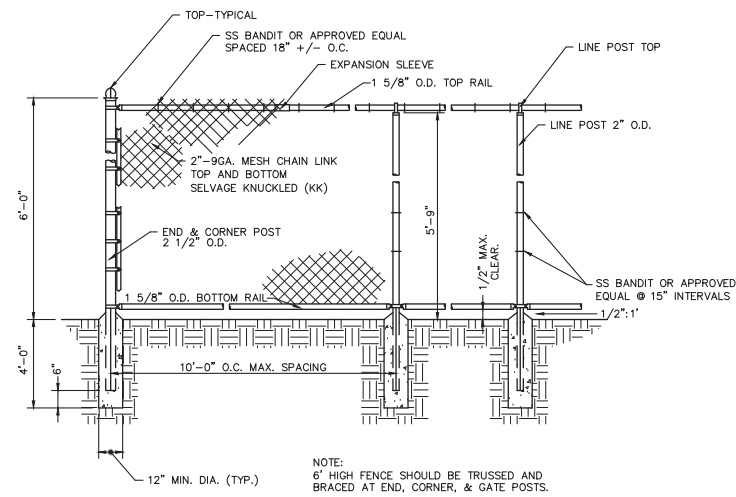 TOP-TYPICAL
SS BANDIT OR APPROVED EQUAL
SPACED 18" +/- O.C.
EXPANSION SLEEVE
1 5/8" O.D. TOP RAIL
LINE POST TOP
LINE POST 2" O.D.
2"-9GA. MESH CHAIN LINK
TOP AND BOTTOM
SELVAGE KNUCKLED (KK)
6'-0"
END & CORNER POST
2 1/2" O.D.
5'-9"
1/2" MAX.
CLEAR.
SS BANDIT OR APPROVED
EQUAL @ 15" INTERVALS
1 5/8" O.D. BOTTOM RAIL
1/2":1'
4'-0"
6"
10'-0" O.C. MAX. SPACING
12" MIN. DIA. (TYP.)
NOTE:
6' HIGH FENCE SHOULD BE TRUSSED AND
BRACED AT END, CORNER, & GATE POSTS.